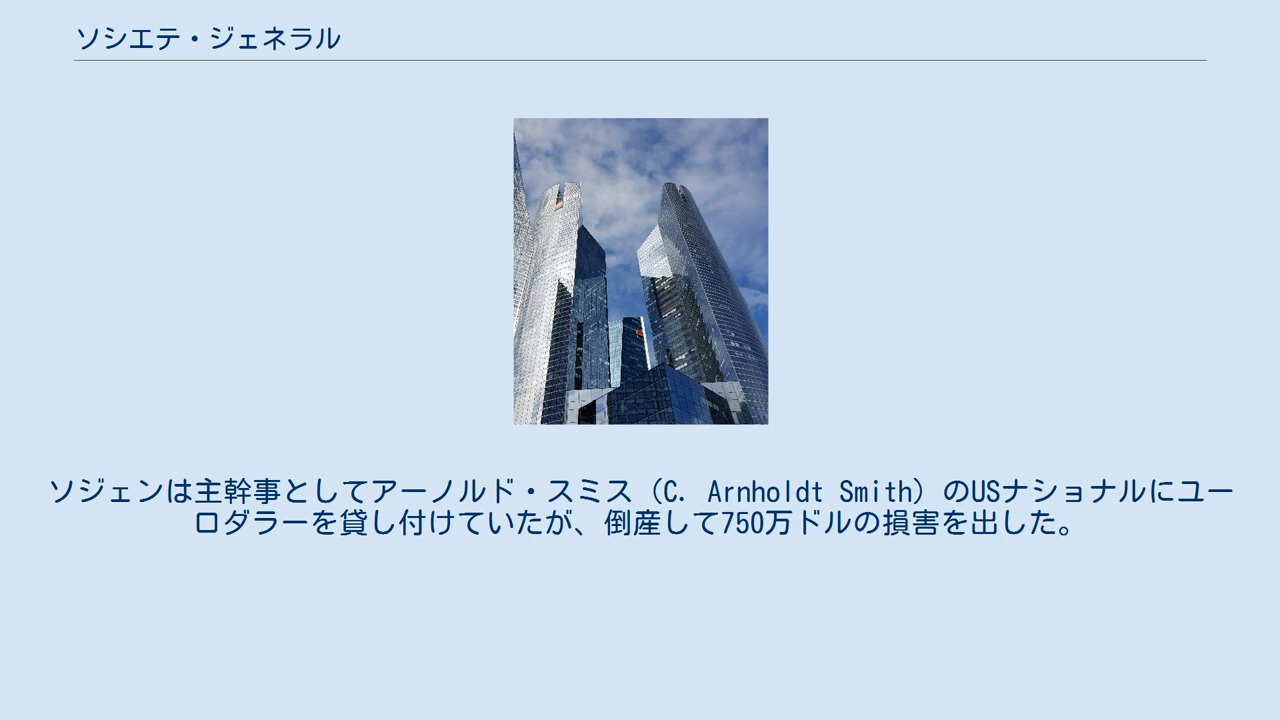 ソシエテ・ジェネラル
ソジェンは主幹事としてアーノルド・スミス（C. Arnholdt Smith）のUSナショナルにユー
ロダラーを貸し付けていたが、倒産して750万ドルの損害を出した。